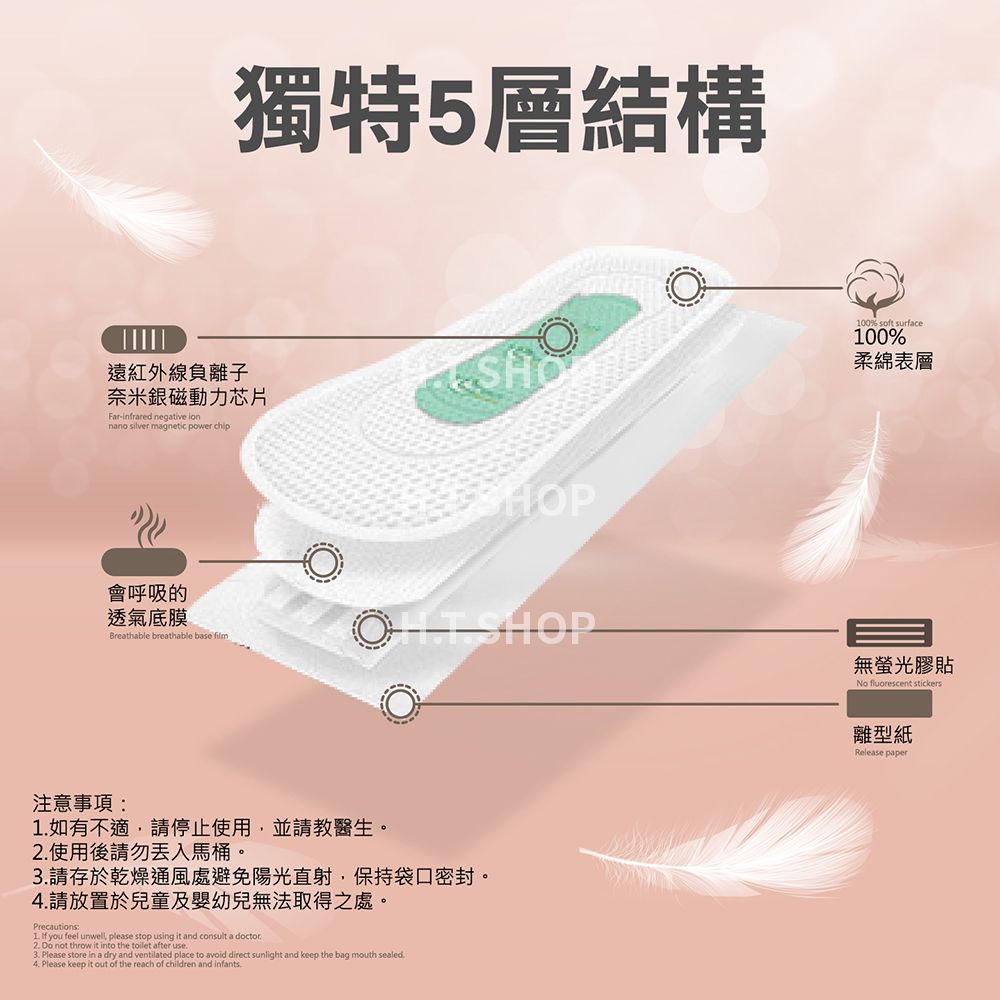 獨特5層結構
100% soft surface
100%
柔綿表層
遠紅外線負離子
奈米銀磁動力芯片
Far-infrared negative ion
nano silver magnetic power chip
H.T.SHOP
H.T.SHOP
會呼吸的
透氣底膜
Breathable breathable base film
H.T.SHOP
無螢光膠貼
No fluorescent stickers
離型紙
Release paper
注意事項：
1.如有不適，請停止使用，並請教醫生。
2.使用後請勿丟入馬桶。
3.請存於乾燥通風處避免陽光直射，保持袋口密封。
4.請放置於兒童及嬰幼兒無法取得之處。
Precautions:
1. If you feel unwell, please stop using it and consult a doctor.
2. Do not throw it into the toilet after use.
3. Please store in a dry and ventilated place to avoid direct sunlight and keep the bag mouth sealed.
4. Please keep it out of the reach of children and infants.